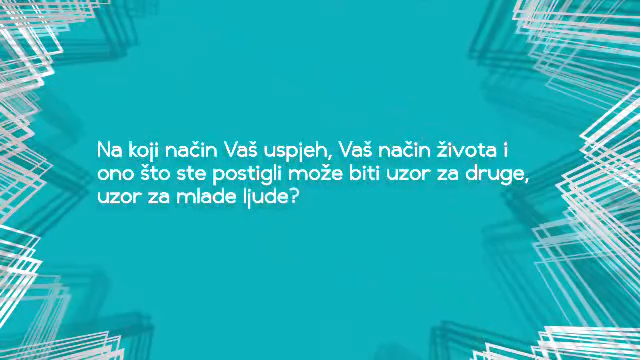 Na koji način Vaš uspjeh, Vaš način života i
ono što ste postigli može biti uzor za druge,
uzor za mlade ljude?